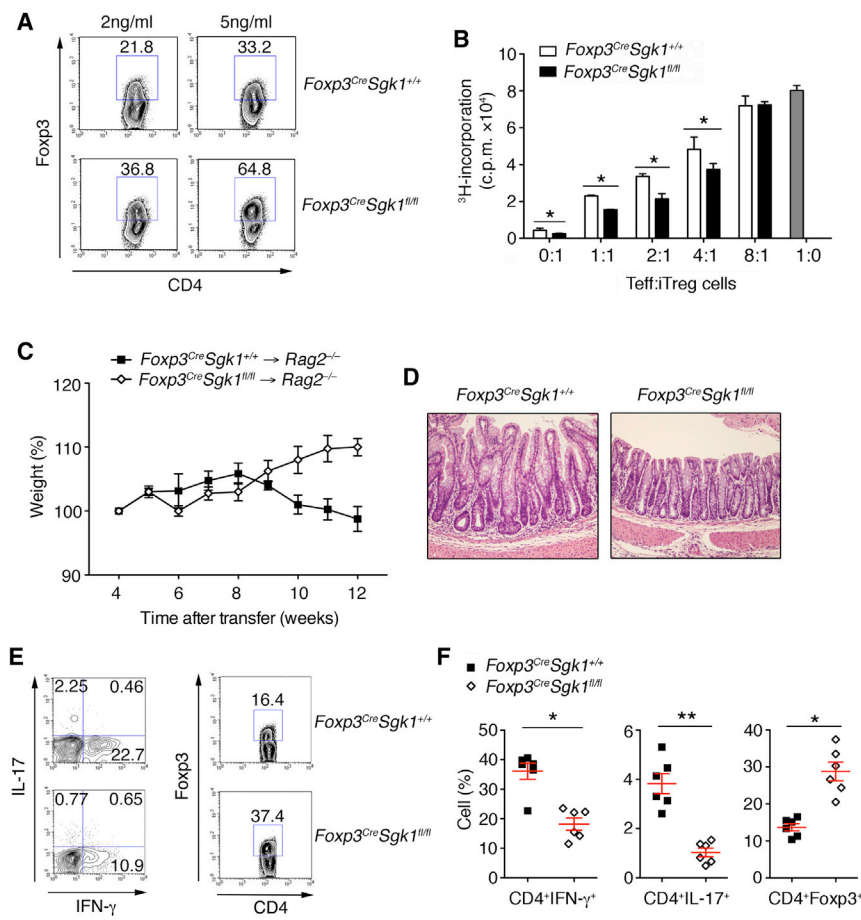 A
2ng/ml 5ng/ml
21.8 33.2
Foxp3CreSgk1+/+
36.8 64.8
Foxp3CreSgk1fl/fl
Foxp3
CD4
B
Foxp3CreSgk1+/+
Foxp3CreSgk1fl/fl
3H-incorporation
(c.p.m. ×104)
10
8
6
4
2
0
* * * *
0:1 1:1 2:1 4:1 8:1 1:0
Teff:iTreg cells
C
Foxp3CreSgk1+/+ → Rag2−/−
Foxp3CreSgk1fl/fl → Rag2−/−
Weight (%)
120
110
100
90
4 6 8 10 12
Time after transfer (weeks)
D
Foxp3CreSgk1+/+ Foxp3CreSgk1fl/fl
E
2.25 0.46
22.7
0.77 0.65
10.9
IL-17
IFN-γ
16.4
Foxp3CreSgk1+/+
37.4
Foxp3CreSgk1fl/fl
Foxp3
CD4
F
Foxp3CreSgk1+/+
Foxp3CreSgk1fl/fl
Cell (%)
50
40
30
20
10
0
*
CD4+IFN-γ+
6
4
2
0
**
CD4+IL-17+
40
30
20
10
0
*
CD4+Foxp3+